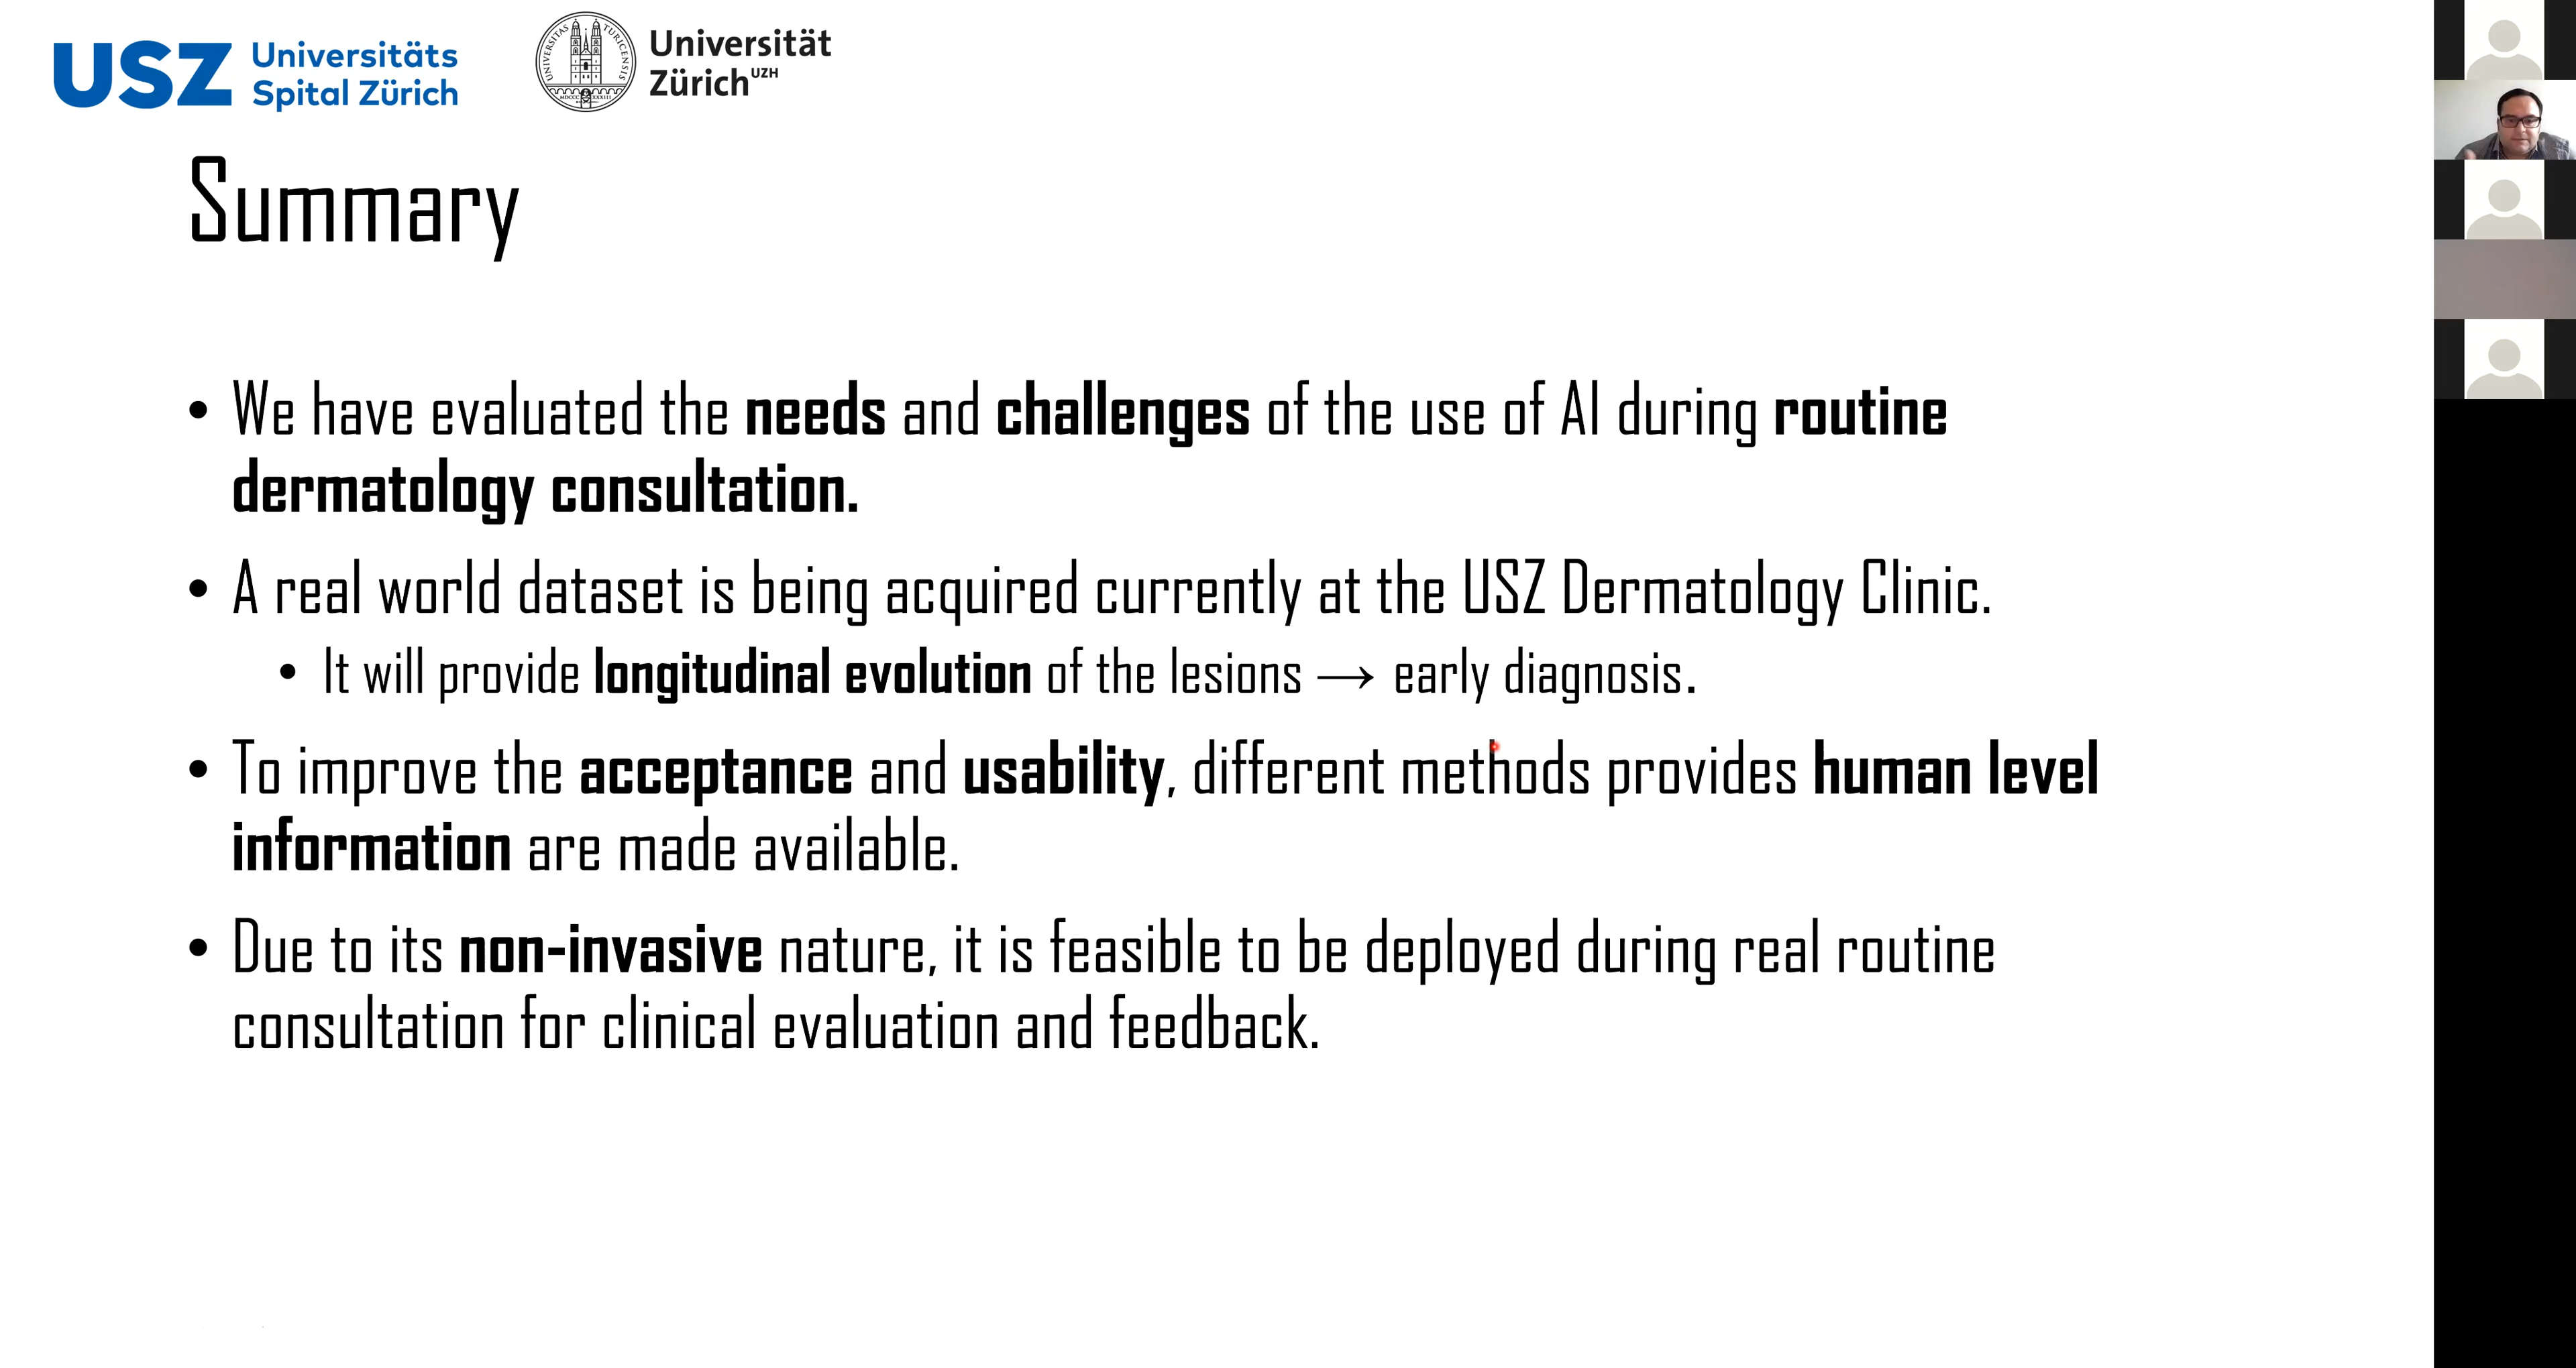 USZ Universitäts
Spital Zürich
UNIVERSITAS TURICENSIS
MDCCC XXXIII
Universität
Zürich UZH
Summary
• We have evaluated the needs and challenges of the use of AI during routine
dermatology consultation.
• A real world dataset is being acquired currently at the USZ Dermatology Clinic.
• It will provide longitudinal evolution of the lesions → early diagnosis.
• To improve the acceptance and usability, different methods provides human level
information are made available.
• Due to its non-invasive nature, it is feasible to be deployed during real routine
consultation for clinical evaluation and feedback.